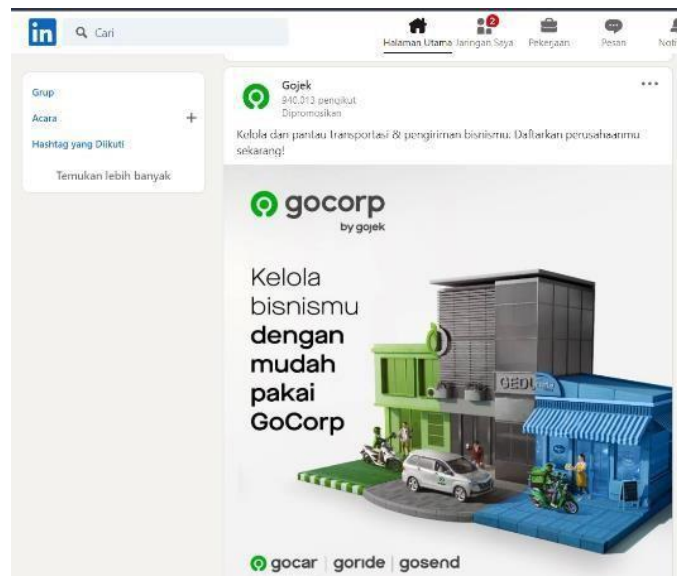 in
Cari
2
Halaman Utama
Jaringan Saya
Pekerjaan
Pesan
Grup
Acara +
Hashtag yang Diikuti
Temukan lebih banyak
Gojek
940.013 pengikut
Dipromosikan
Kelola dan pantau transportasi & pengiriman bisnismu. Daftarkan perusahaanmu
sekarang!
gocorp
by gojek
Kelola
bisnismu
dengan
mudah
pakai
GoCorp
gocar | goride | gosend